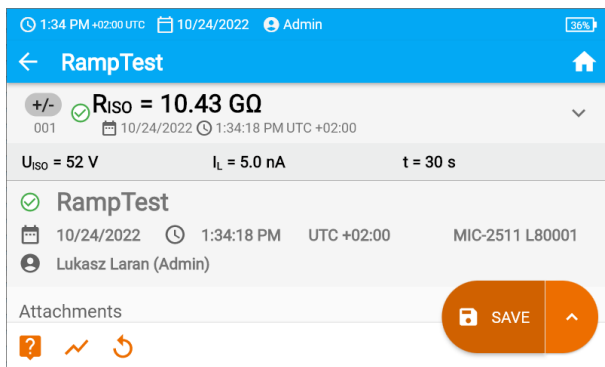 1:34 PM +02:00 UTC 10/24/2022 Admin 36%
RampTest
+/- RISO = 10.43 GΩ
001 10/24/2022 1:34:18 PM UTC +02:00
UISO = 52 V IL = 5.0 nA t = 30 s
RampTest
10/24/2022 1:34:18 PM UTC +02:00 MIC-2511 L80001
Lukasz Laran (Admin)
Attachments
SAVE
?